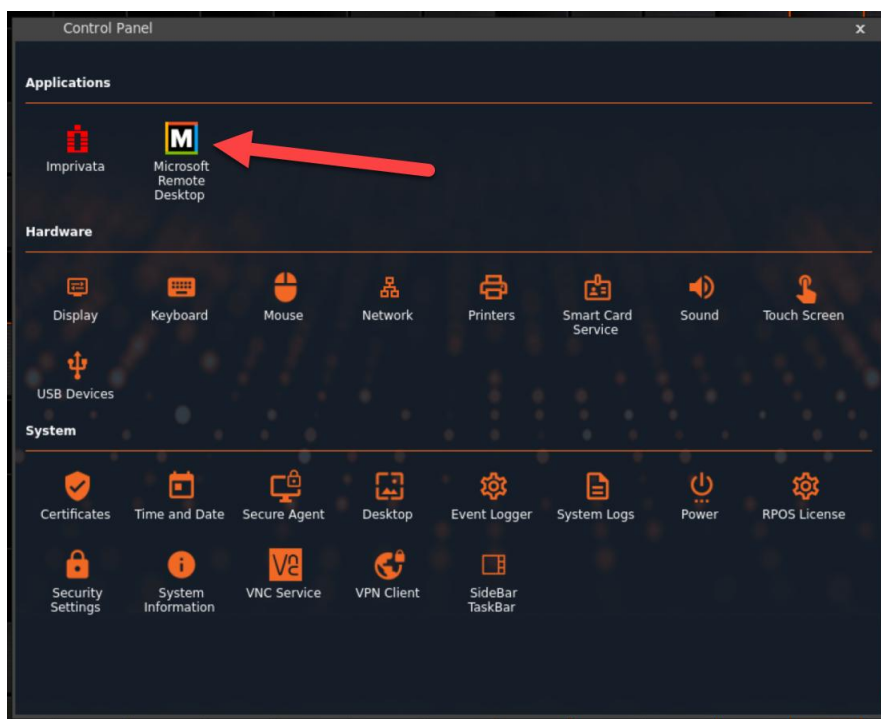 Control Panel x
Applications
M
Imprivata
Microsoft
Remote
Desktop
Hardware
Display Keyboard Mouse Network Printers Smart Card
Service Sound Touch Screen
USB Devices
System
Certificates Time and Date Secure Agent Desktop Event Logger System Logs Power RPOS License
Security
Settings System
Information VNC Service VPN Client SideBar
TaskBar